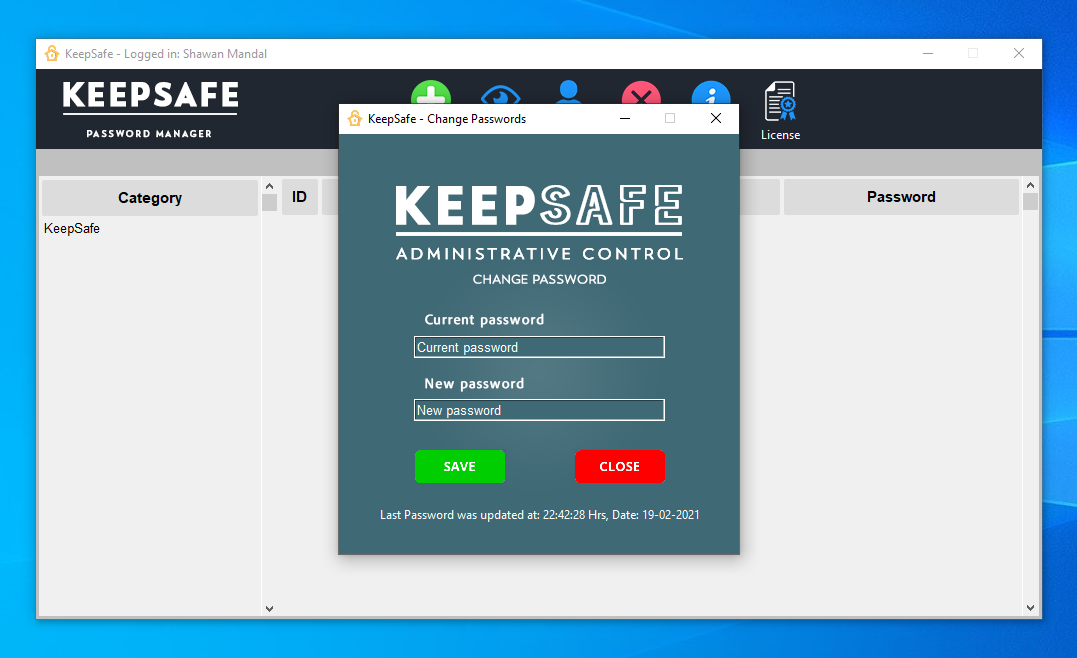 KeepSafe - Logged in: Shawan Mandal
KEEPSAFE
PASSWORD MANAGER
License
Category
ID
Password
KeepSafe
KeepSafe - Change Passwords
KEEPSAFE
ADMINISTRATIVE CONTROL
CHANGE PASSWORD
Current password
Current password
New password
New password
SAVE
CLOSE
Last Password was updated at: 22:42:28 Hrs, Date: 19-02-2021